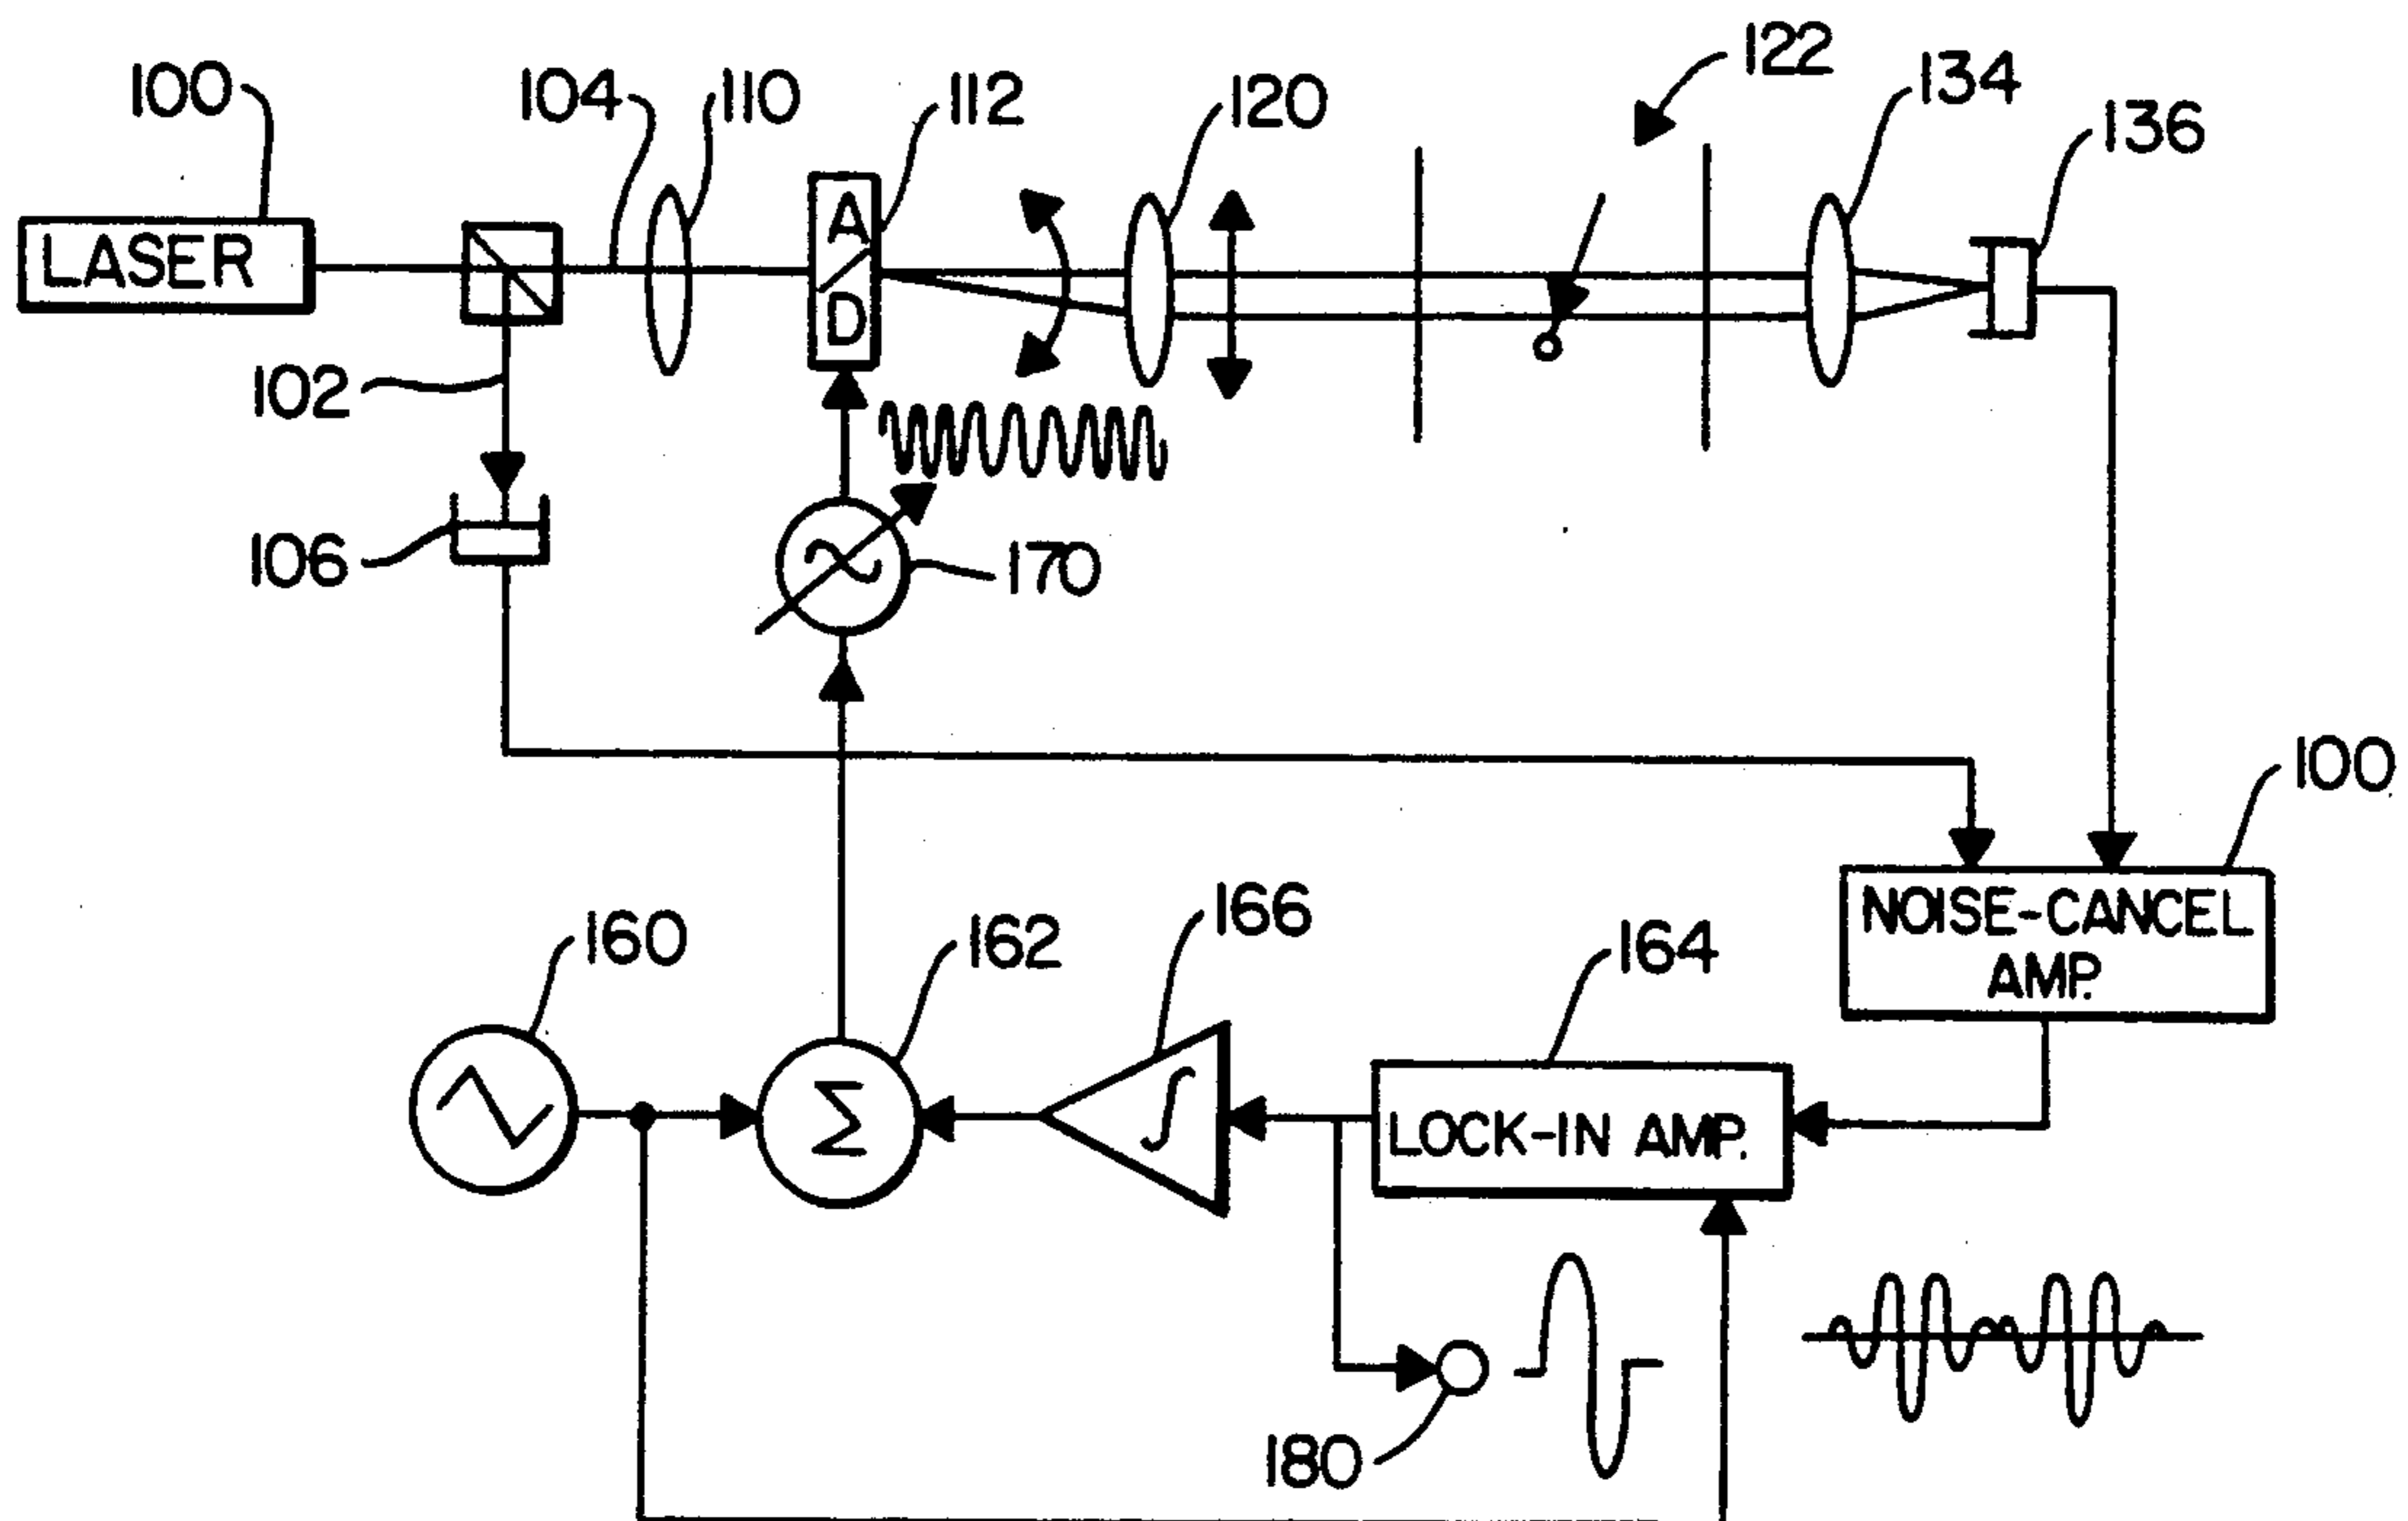 100
104
110
112
120
122
134
136
LASER
A
D
102
106
170
100
NOISE-CANCEL
AMP.
160
162
166
164
Σ
∫
LOCK-IN AMP.
180